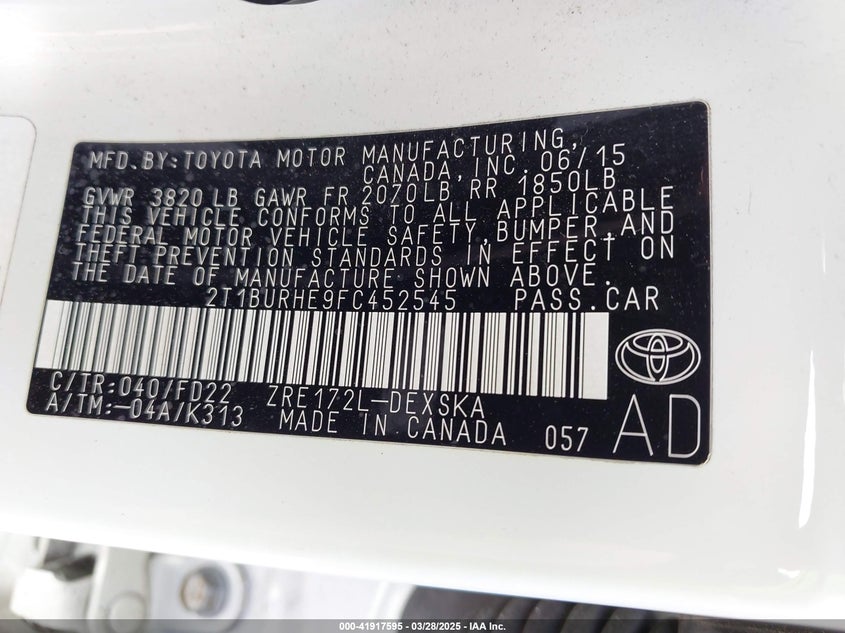 MFD.BY:TOYOTA MOTOR MANUFACTURING,
CANADA,INC. 06/15
GVWR 3820 LB GAWR FR 2070LB RR 1850LB
THIS VEHICLE CONFORMS TO ALL APPLICABLE
FEDERAL MOTOR VEHICLE SAFETY,BUMPER,AND
THEFT PREVENTION STANDARDS IN EFFECT ON
THE DATE OF MANUFACTURE SHOWN ABOVE.
2T1BURHE9FC452545 PASS.CAR
C/TR:040/FD22 ZRE172L-DEXSKA
A/TM:-04A/K313 MADE IN CANADA 057 AD
000-41917595 - 03/28/2025 - IAA Inc.